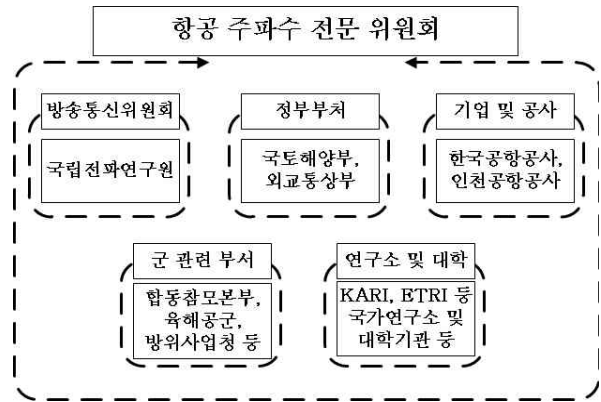 항공 주파수 전문 위원회
방송통신위원회
국립전파연구원
정부부처
국토해양부,
외교통상부
기업 및 공사
한국공항공사,
인천공항공사
군 관련 부서
합동참모본부,
육해공군,
방위사업청 등
연구소 및 대학
KARI, ETRI 등
국가연구소 및
대학기관 등